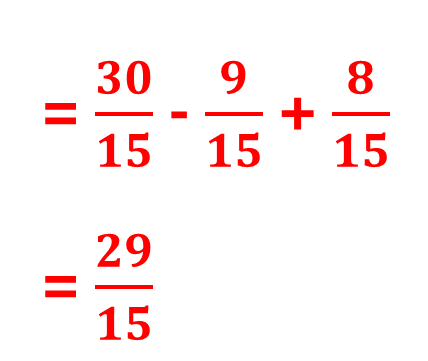 = 30/15 - 9/15 + 8/15
= 29/15